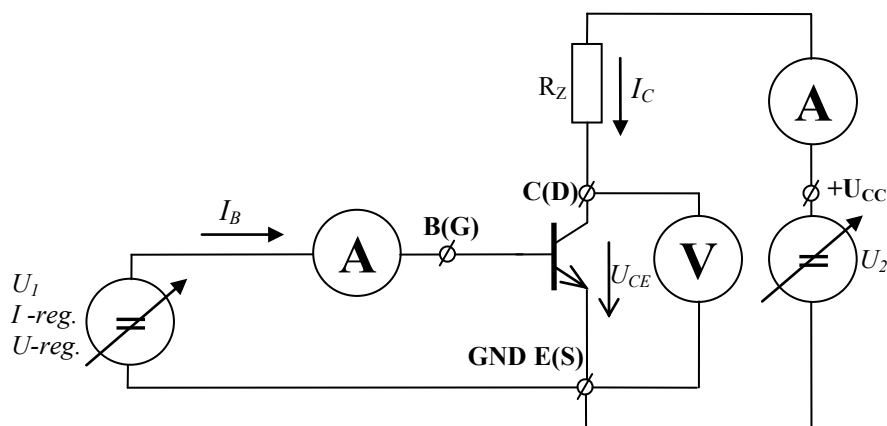 R_Z
I_C
A
C(D)
+U_CC
I_B
B(G)
A
U_CE
V
U_2
U_1
I -reg.
U-reg.
GND E(S)